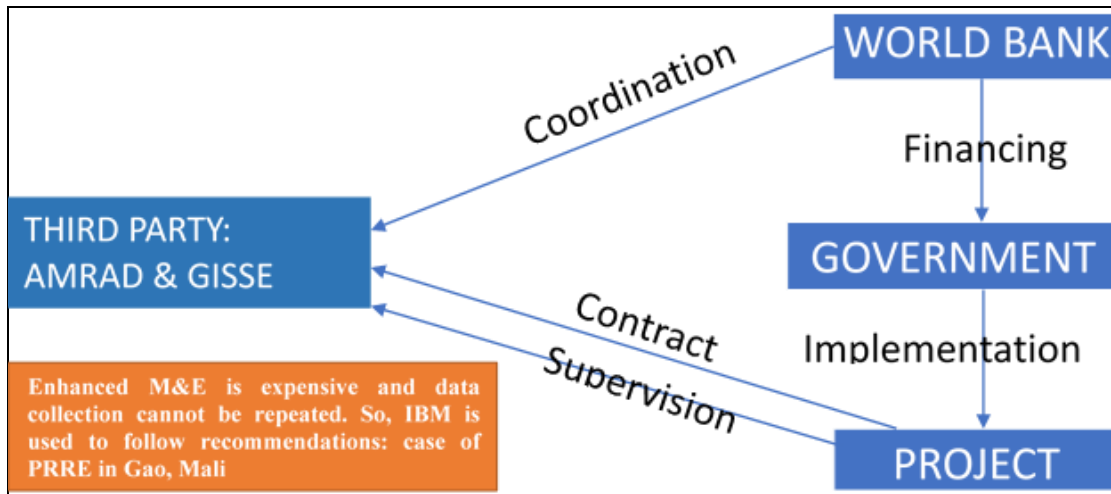 WORLD BANK
Coordination
Financing
THIRD PARTY:
AMRAD & GISSE
GOVERNMENT
Contract
Implementation
Supervision
Enhanced M&E is expensive and data
collection cannot be repeated. So, IBM is
used to follow recommendations: case of
PRRE in Gao, Mali
PROJECT